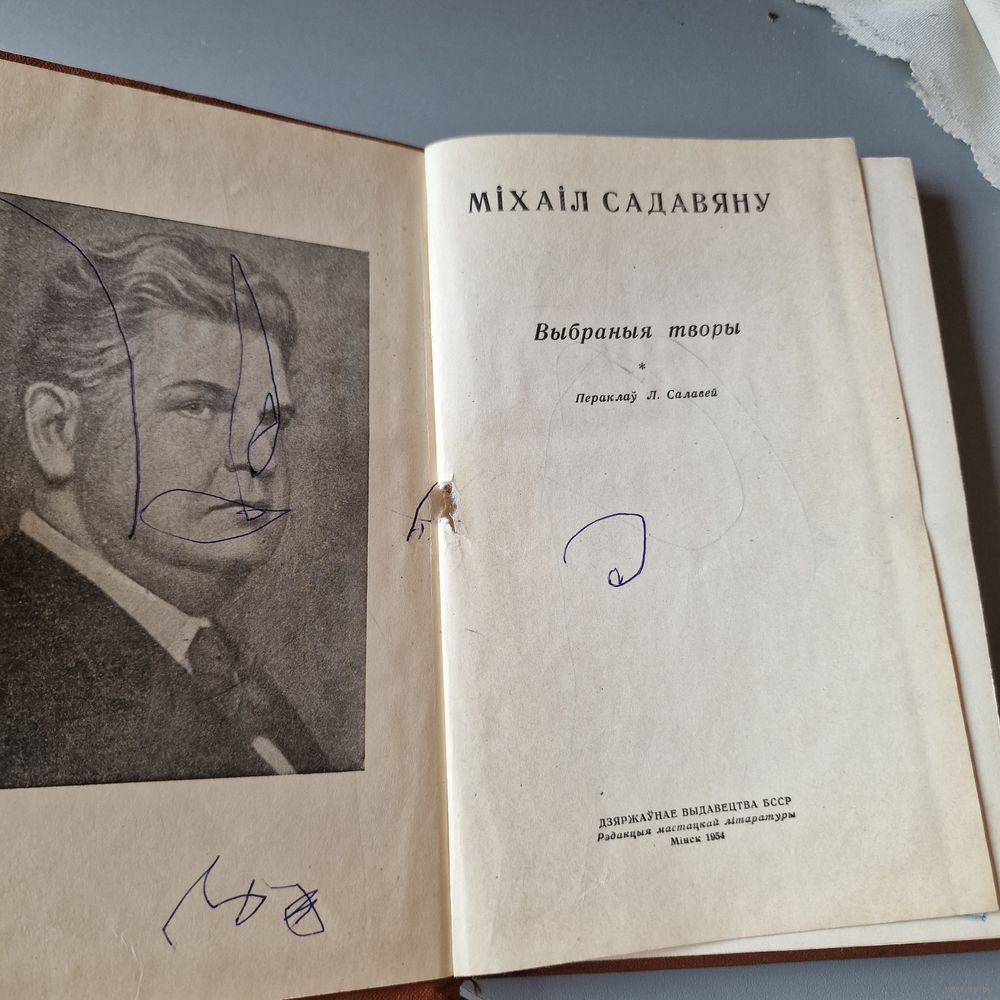 МІХАІЛ САДАВЯНУ
Выбраныя творы
*
Пераклаў Л. Салавей
ДЗЯРЖАЎНАЕ ВЫДАВЕЦТВА БССР
Рэдакцыя мастацкай літаратуры
Мінск 1954